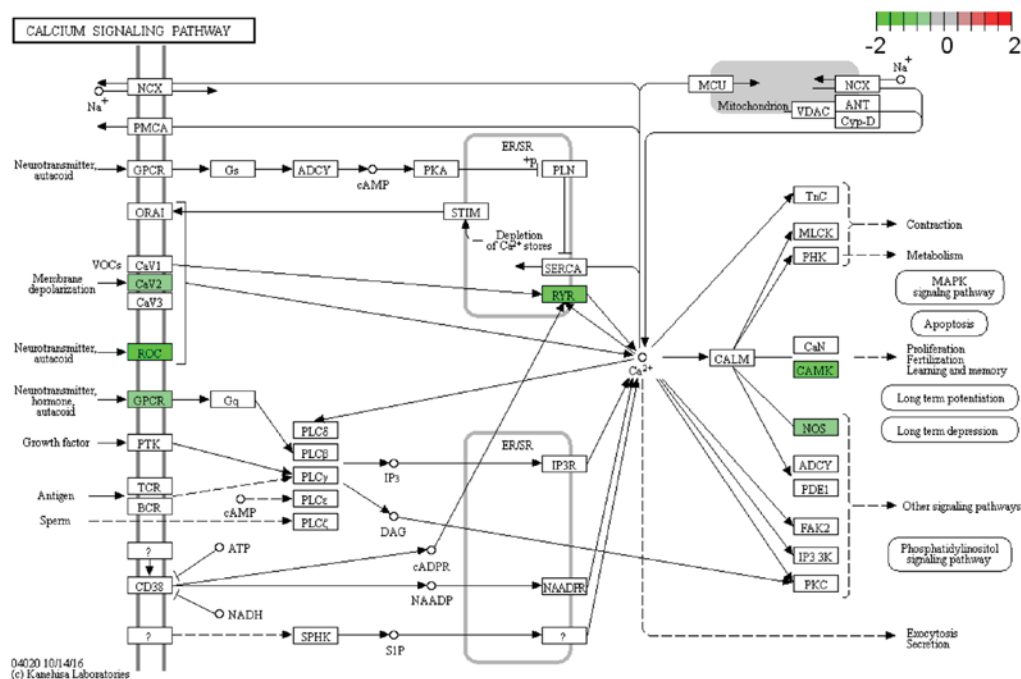 CALCIUM SIGNALING PATHWAY
-2 0 2
NCX
Na+
PMCA
MCU
Mitochondrion
NCX
Na+
VDAC
ANT
Cyp-D
Neurotransmitter,
autacoid
GPCR
Gs
ADCY
cAMP
PKA
+p
ER/SR
PLN
ORAI
STIM
Depletion
of Ca2+ stores
SERCA
VOCs
CaV1
Membrane
depolarization
CaV2
CaV3
RYR
Neurotransmitter,
autacoid
ROC
Neurotransmitter,
hormone,
autacoid
GPCR
Gq
Growth factor
PTK
Antigen
TCR
BCR
Sperm
cAMP
PLCδ
PLCβ
PLCγ
PLCε
PLCζ
IP3
DAG
ER/SR
IP3R
?
ATP
CD38
NADH
cADPR
NAADP
NAADPR
?
SPHK
S1P
?
Ca2+
CALM
TnC
MLCK
PHK
CaN
CAMK
NOS
ADCY
PDE1
FAK2
IP3 3K
PKC
Contraction
Metabolism
MAPK
signaling pathway
Apoptosis
Proliferation
Fertilization
Learning and memory
Long term potentiation
Long term depression
Other signaling pathways
Phosphatidylinositol
signaling pathway
Exocytosis
Secretion
04020 10/14/16
(c) Kanehisa Laboratories